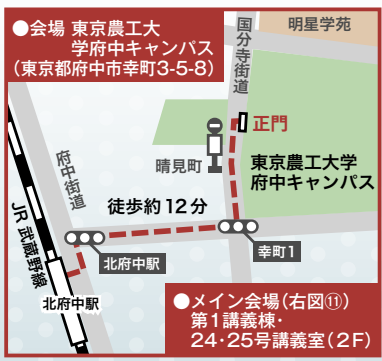 ●会場 東京農工大
学府中キャンパス
(東京都府中市幸町3-5-8)
国分寺街道
明星学苑
正門
晴見町
東京農工大学
府中キャンパス
府中街道
徒歩約12分
JR 武蔵野線
北府中駅
幸町1
北府中駅
●メイン会場(右図⑪)
第1講義棟・
24・25号講義室(2F)